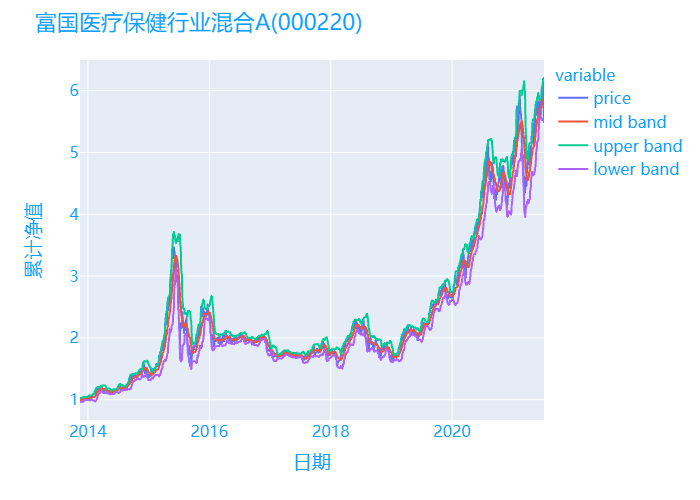 富国医疗保健行业混合A(000220)
variable
price
mid band
upper band
lower band
累计净值
6
5
4
3
2
1
2014
2016
2018
2020
日期